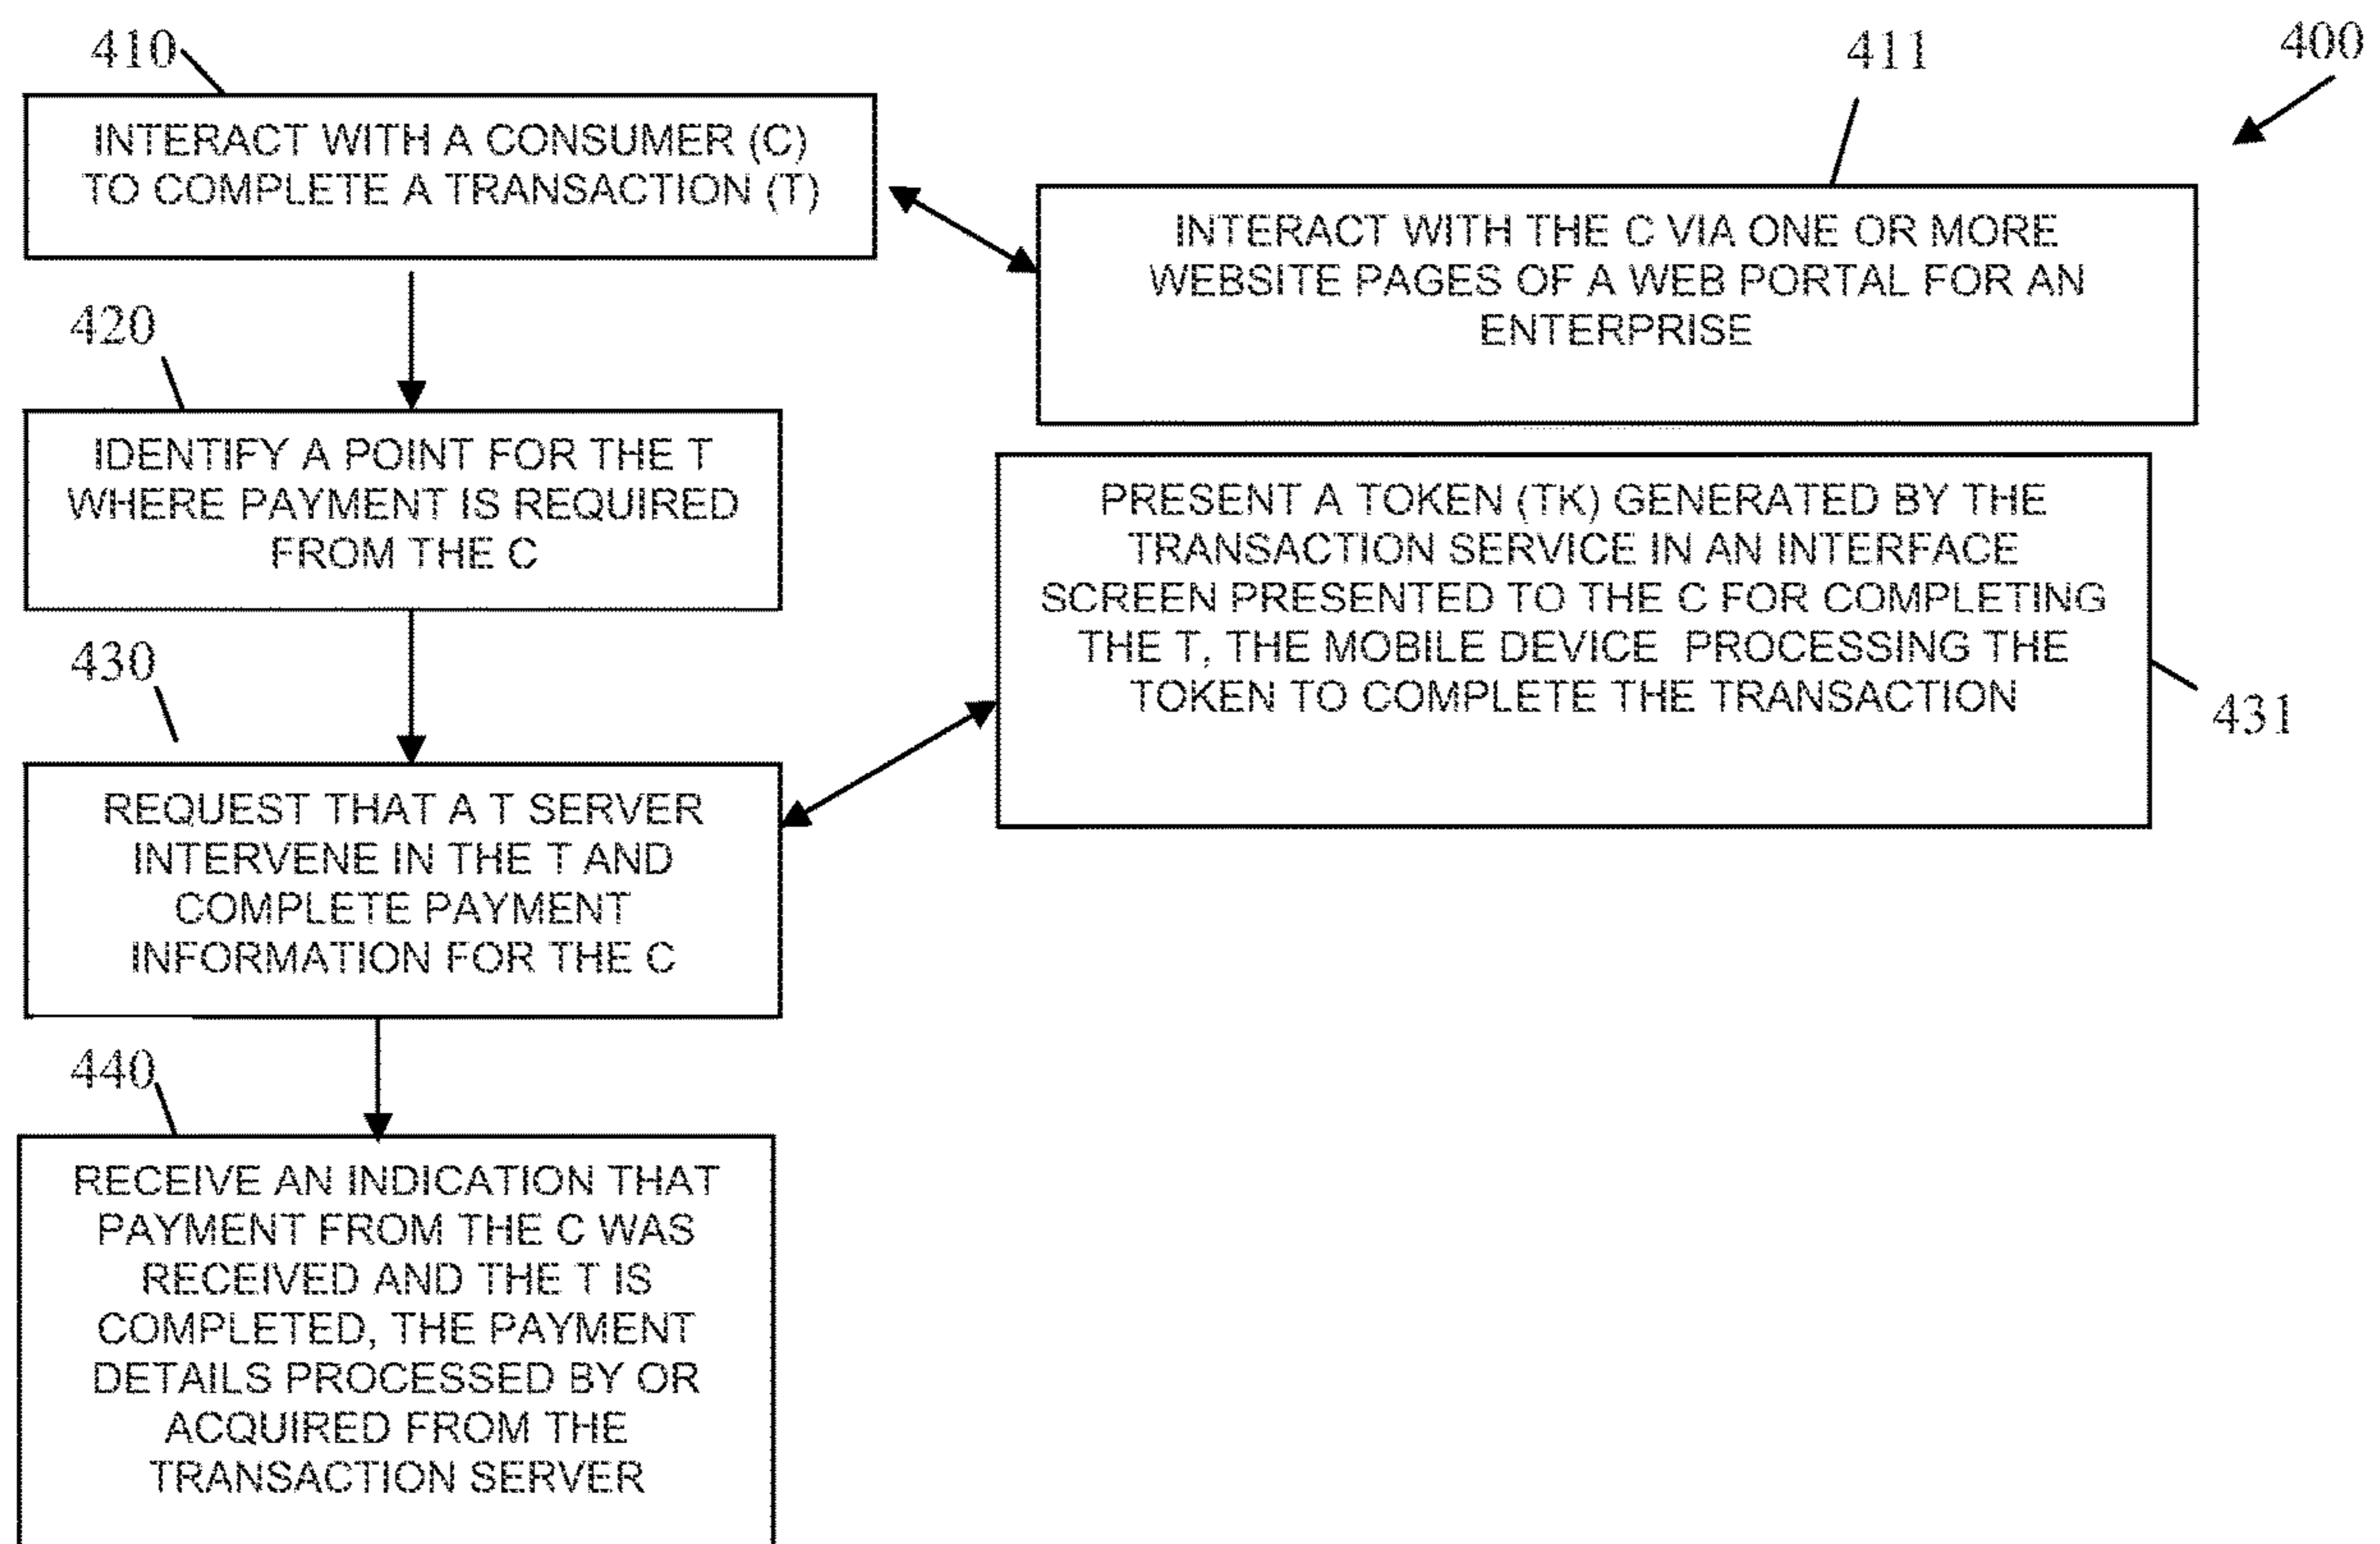 410
411
400
INTERACT WITH A CONSUMER (C)
TO COMPLETE A TRANSACTION (T)
INTERACT WITH THE C VIA ONE OR MORE
WEBSITE PAGES OF A WEB PORTAL FOR AN
ENTERPRISE
420
IDENTIFY A POINT FOR THE T
WHERE PAYMENT IS REQUIRED
FROM THE C
PRESENT A TOKEN (TK) GENERATED BY THE
TRANSACTION SERVICE IN AN INTERFACE
SCREEN PRESENTED TO THE C FOR COMPLETING
THE T, THE MOBILE DEVICE PROCESSING THE
TOKEN TO COMPLETE THE TRANSACTION
431
430
REQUEST THAT A T SERVER
INTERVENE IN THE T AND
COMPLETE PAYMENT
INFORMATION FOR THE C
440
RECEIVE AN INDICATION THAT
PAYMENT FROM THE C WAS
RECEIVED AND THE T IS
COMPLETED, THE PAYMENT
DETAILS PROCESSED BY OR
ACQUIRED FROM THE
TRANSACTION SERVER